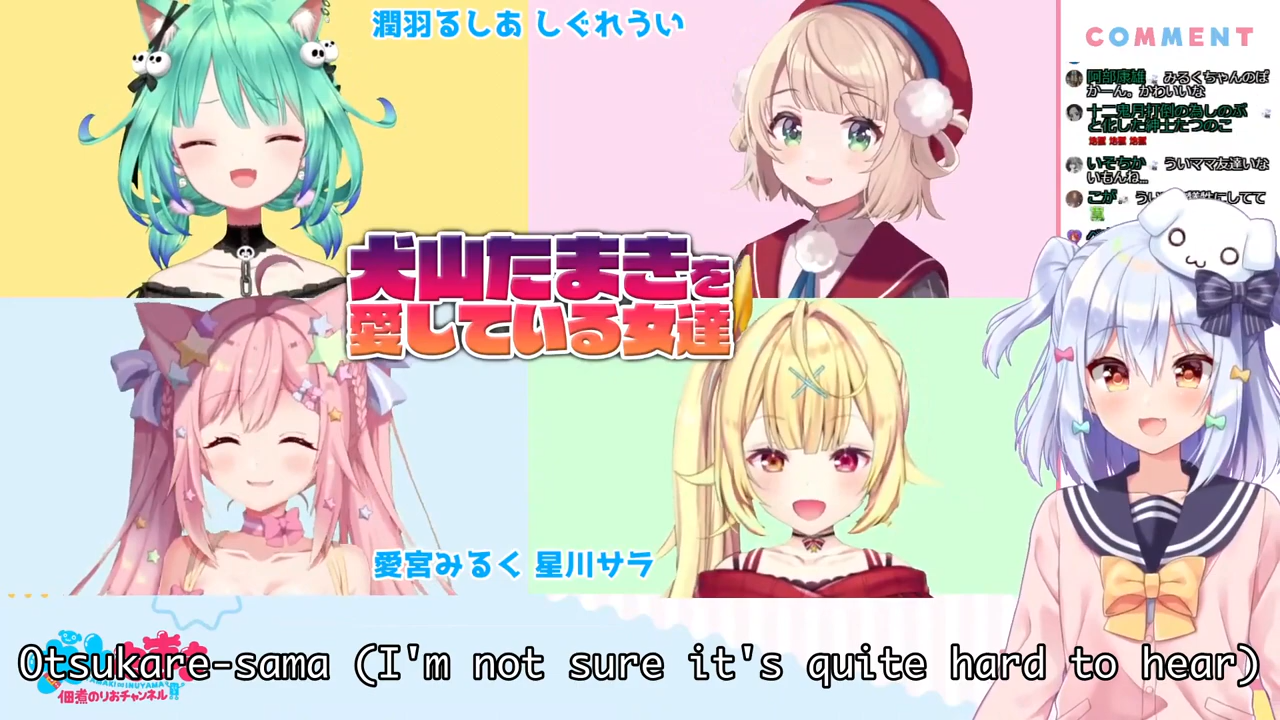 潤羽るしあ しぐれうい
COMMENT
阿部康雄 みるくちゃんのぽ
かーん。かわいいな
十二鬼月打倒の為しのぶ
と化した紳士たつのこ
いそちか ういママ友達いな
いもんね...
こが
犬山たまきを
愛している女達
愛宮みるく 星川サラ
佃煮のりおチャンネル
Otsukare-sama (I'm not sure it's quite hard to hear)